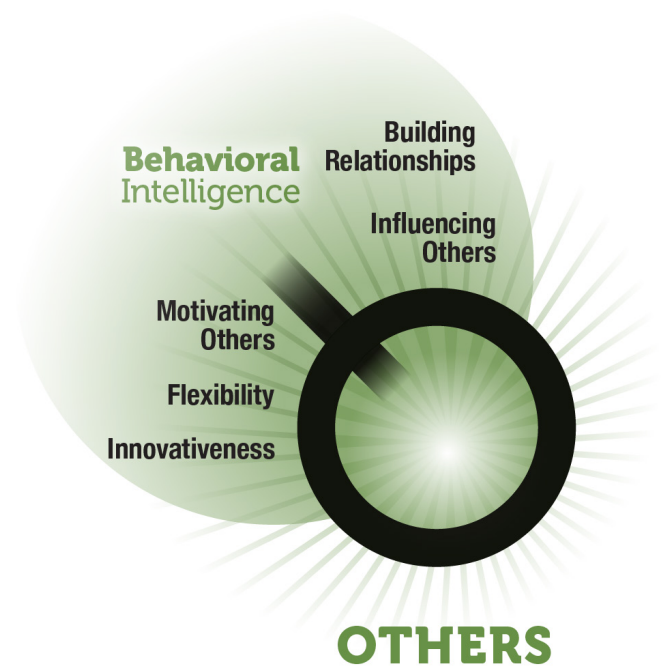 Behavioral
Intelligence
Building
Relationships
Influencing
Others
Motivating
Others
Flexibility
Innovativeness
OTHERS